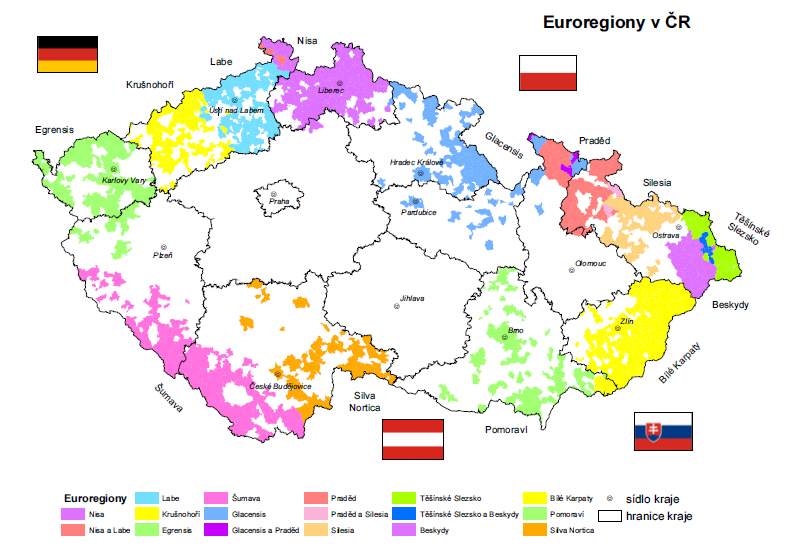 Euroregiony v ČR
Nisa
Labe
Krušnohoří
Liberec
Ústí nad Labem
Egrensis
Glacensis
Praděd
Hradec Králové
Karlovy Vary
Silesia
Praha
Pardubice
Těšínské
Slezsko
Ostrava
Plzeň
Olomouc
Jihlava
Beskydy
Zlín
Brno
Bílé Karpaty
České Budějovice
Šumava
Silva
Nortica
Pomoraví
Euroregiony
Labe
Šumava
Praděd
Těšínské Slezsko
Bílé Karpaty
sídlo kraje
Nisa
Krušnohoří
Glacensis
Praděd a Silesia
Těšínské Slezsko a Beskydy
Pomoraví
hranice kraje
Nisa a Labe
Egrensis
Glacensis a Praděd
Silesia
Beskydy
Silva Nortica